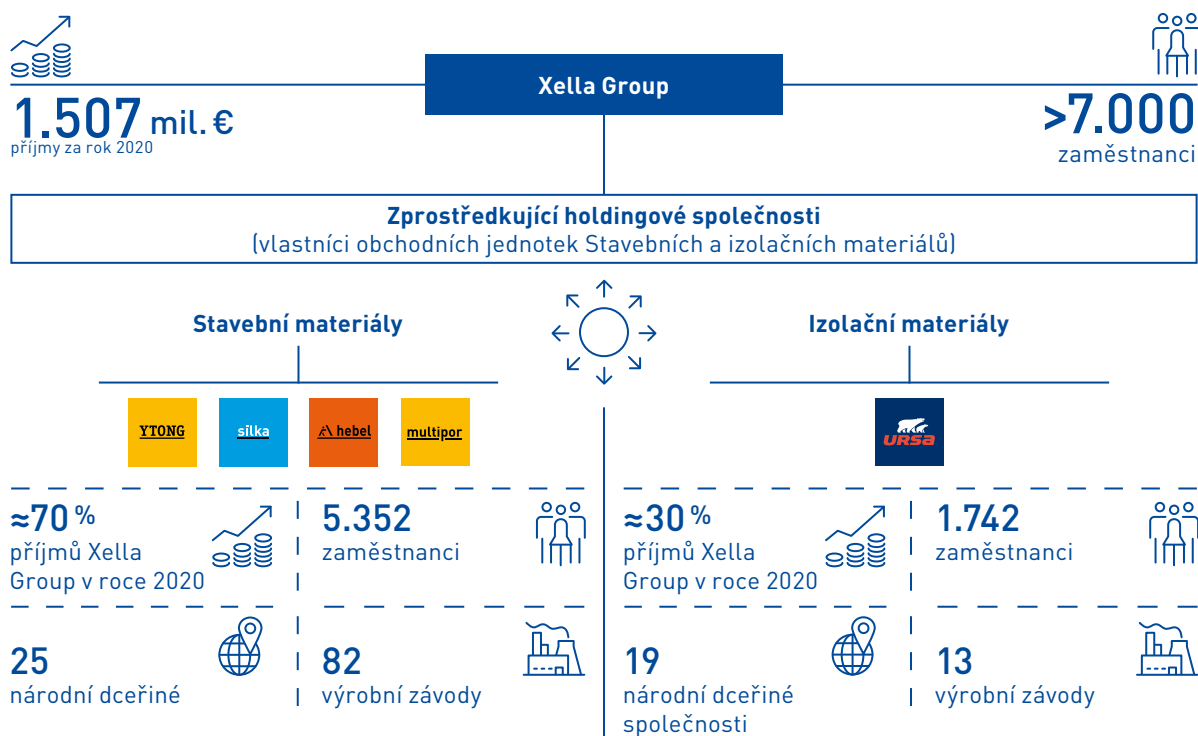 Xella Group
1.507 mil. €
příjmy za rok 2020
>7.000
zaměstnanci
Zprostředkující holdingové společnosti
(vlastníci obchodních jednotek Stavebních a izolačních materiálů)
Stavební materiály
YTONG
silka
hebel
multipor
≈70 %
příjmů Xella
Group v roce 2020
5.352
zaměstnanci
25
národní dceřiné
82
výrobní závody
Izolační materiály
URSA
≈30 %
příjmů Xella
Group v roce 2020
1.742
zaměstnanci
19
národní dceřiné
společnosti
13
výrobní závody